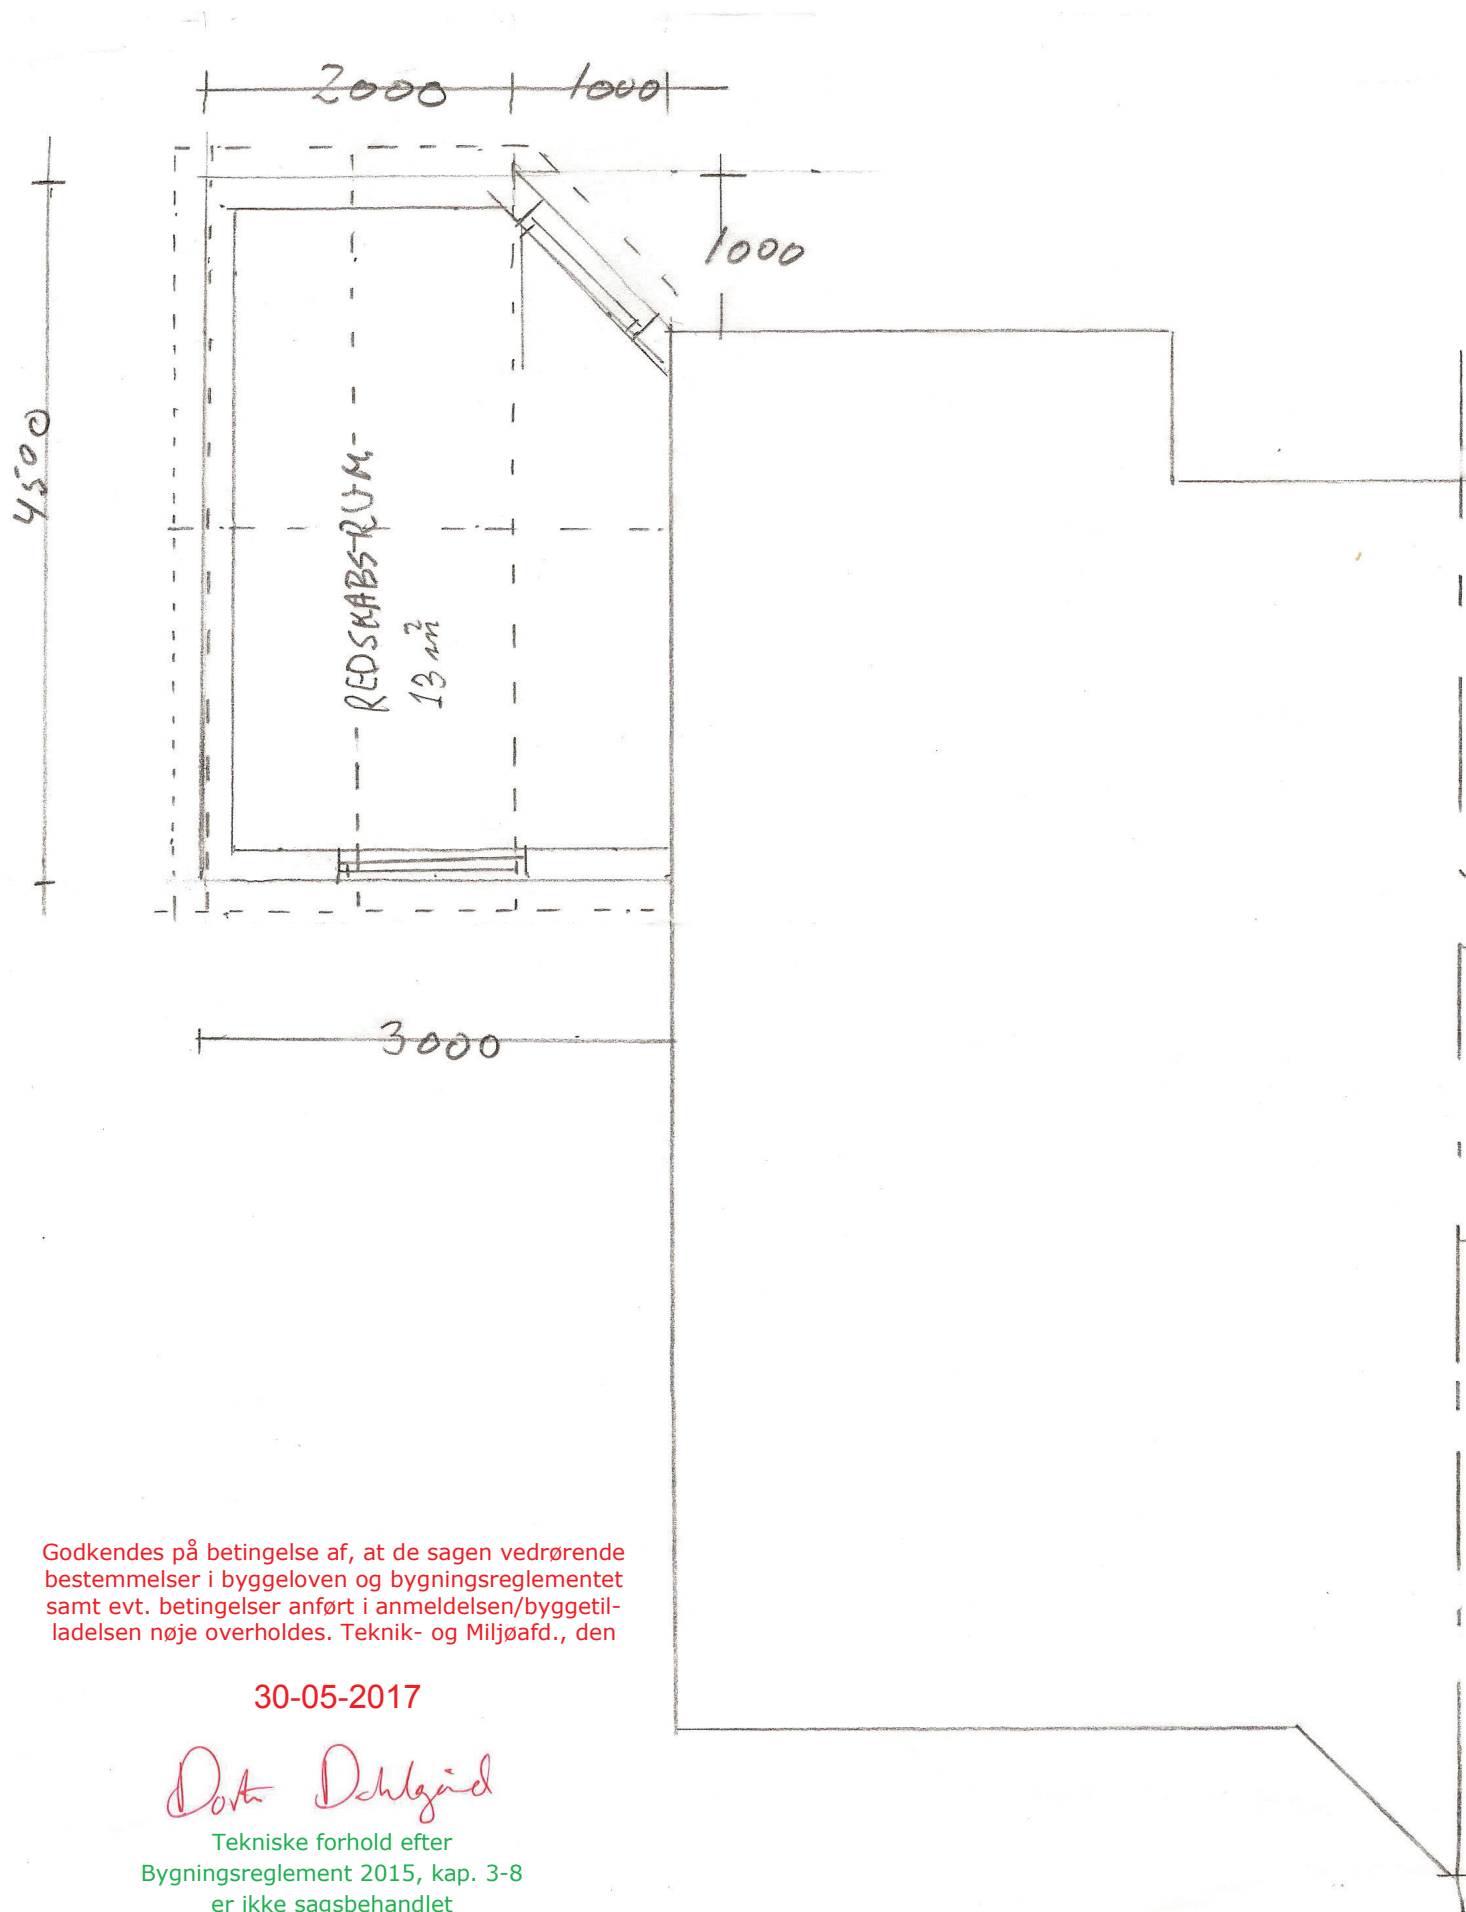 2000 1000
1000
4500
REDSKABSRUM.
13 m²
3000
Godkendes på betingelse af, at de sagen vedrørende
bestemmelser i byggeloven og bygningsreglementet
samt evt. betingelser anført i anmeldelsen/byggetil-
ladelsen nøje overholdes. Teknik- og Miljøafd., den
30-05-2017
Tekniske forhold efter
Bygningsreglement 2015, kap. 3-8
er ikke sagsbehandlet